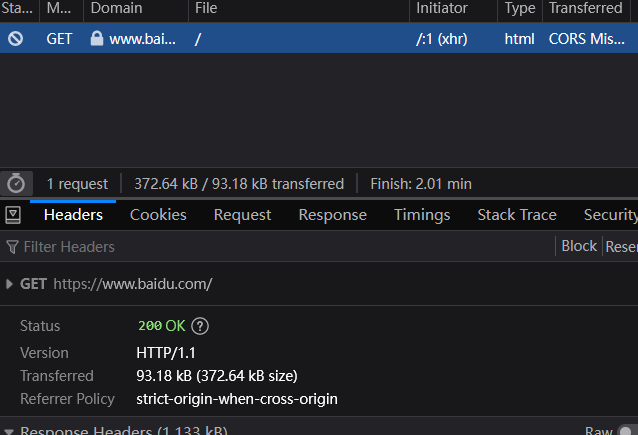 Sta... M... Domain File Initiator Type Transferred
GET www.bai... / /:1 (xhr) html CORS Mis...
1 request 372.64 kB / 93.18 kB transferred Finish: 2.01 min
Headers Cookies Request Response Timings Stack Trace Security
Filter Headers Block Rese
GET https://www.baidu.com/
Status 200 OK ?
Version HTTP/1.1
Transferred 93.18 kB (372.64 kB size)
Referrer Policy strict-origin-when-cross-origin
Response Headers (1.133 kB) Raw